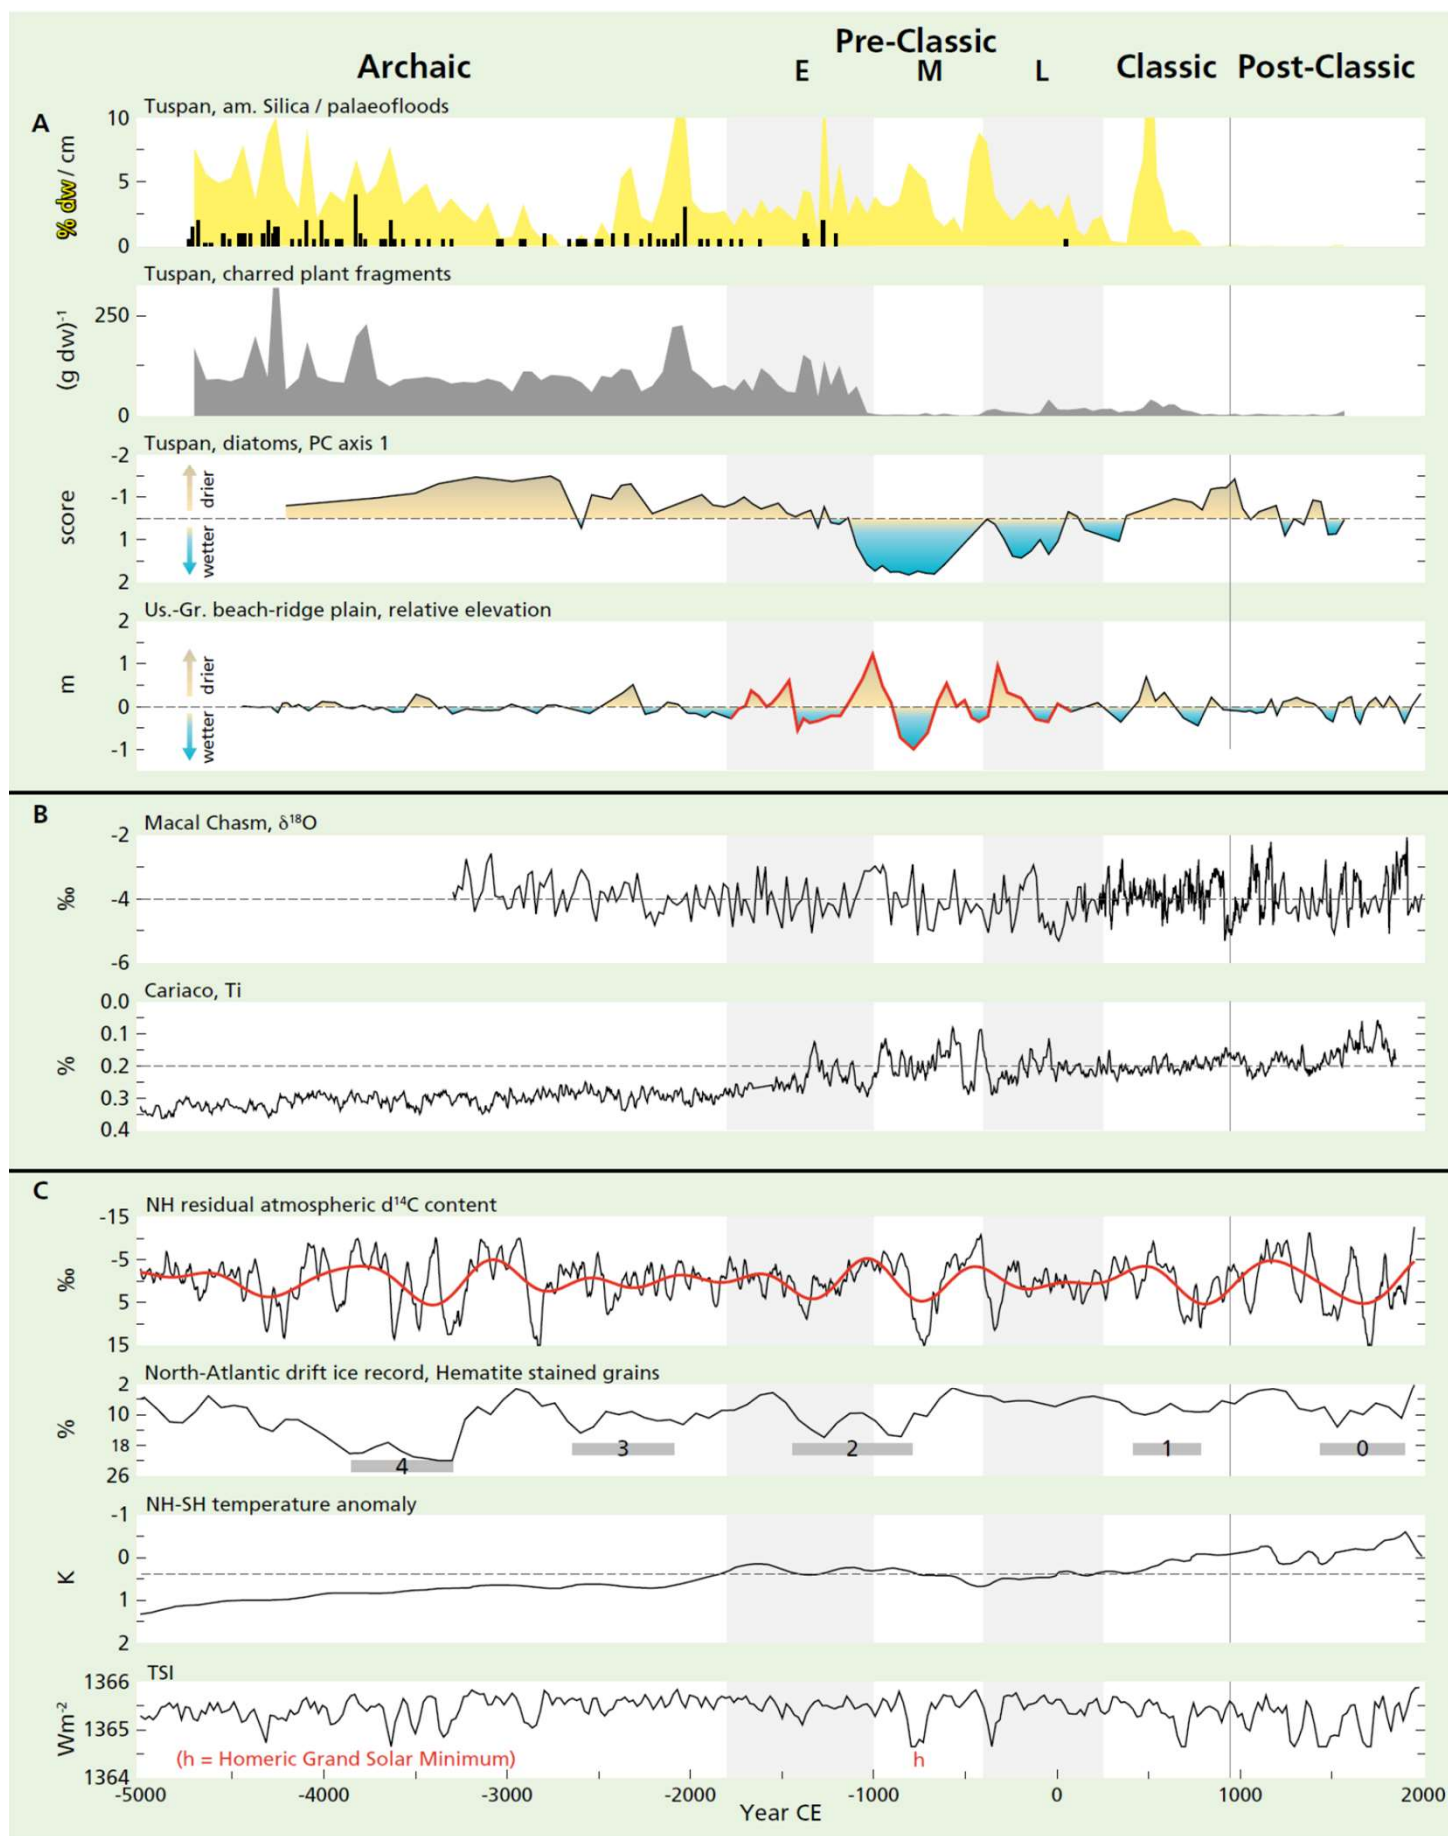 Pre-Classic
Archaic E M L Classic Post-Classic
A
Tuspan, am. Silica / palaeofloods
% dw / cm
10
5
0
Tuspan, charred plant fragments
(g dw)⁻¹
250
0
Tuspan, diatoms, PC axis 1
score
-2
-1
1
2
drier
wetter
Us.-Gr. beach-ridge plain, relative elevation
m
2
1
0
-1
drier
wetter
B
Macal Chasm, δ¹⁸O
‰
-2
-4
-6
Cariaco, Ti
%
0.0
0.1
0.2
0.3
0.4
C
NH residual atmospheric d¹⁴C content
‰
-15
-5
5
15
North-Atlantic drift ice record, Hematite stained grains
%
2
10
18
26
4 3 2 1 0
NH-SH temperature anomaly
K
-1
0
1
2
TSI
Wm⁻²
1366
1365
1364
(h = Homeric Grand Solar Minimum) h
-5000 -4000 -3000 -2000 -1000 0 1000 2000
Year CE